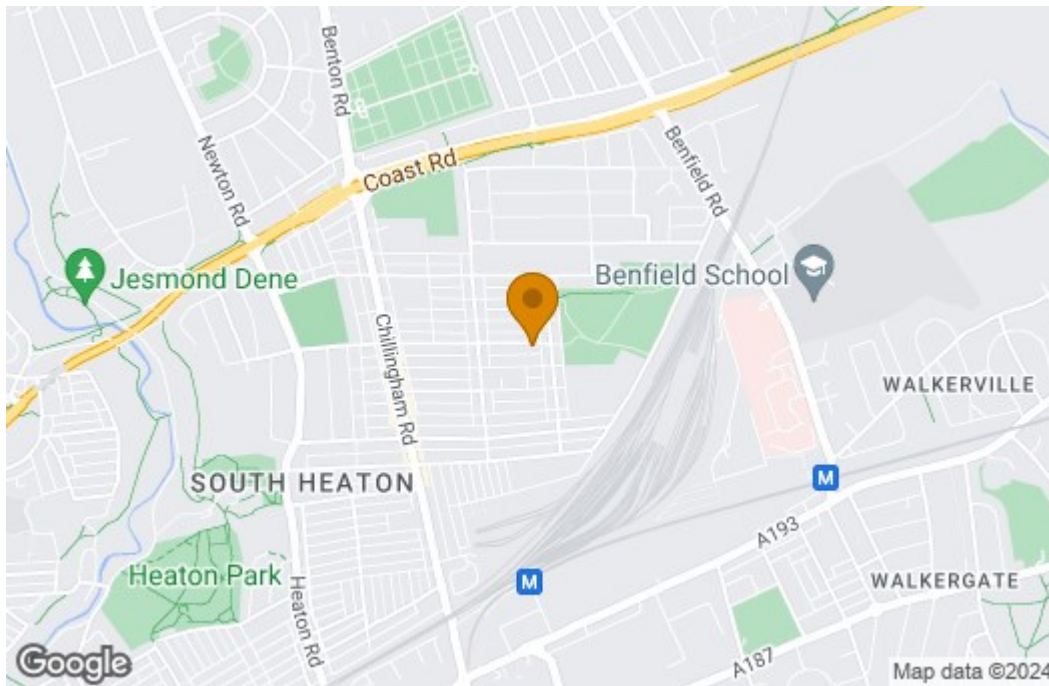 Benton Rd
Newton Rd
Coast Rd
Benfield Rd
Jesmond Dene
Benfield School
Chillingham Rd
WALKERVILLE
SOUTH HEATON
M
A193
Heaton Park
M
WALKERGATE
Heaton Rd
A187
Google
Map data ©2024